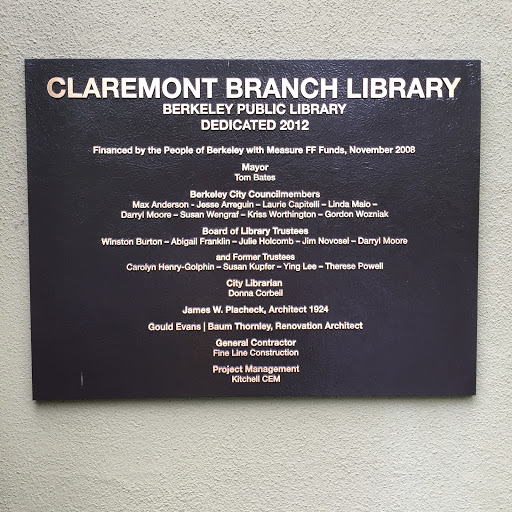 CLAREMONT BRANCH LIBRARY
BERKELEY PUBLIC LIBRARY
DEDICATED 2012
Financed by the People of Berkeley with Measure FF Funds, November 2008
Mayor
Tom Bates
Berkeley City Councilmembers
Max Anderson - Jesse Arreguin – Laurie Capitelli – Linda Maio –
Darryl Moore – Susan Wengraf – Kriss Worthington – Gordon Wozniak
Board of Library Trustees
Winston Burton – Abigail Franklin – Julie Holcomb – Jim Novosel – Darryl Moore
and Former Trustees
Carolyn Henry-Golphin – Susan Kupfer – Ying Lee – Therese Powell
City Librarian
Donna Corbeil
James W. Placheck, Architect 1924
Gould Evans | Baum Thornley, Renovation Architect
General Contractor
Fine Line Construction
Project Management
Kitchell CEM